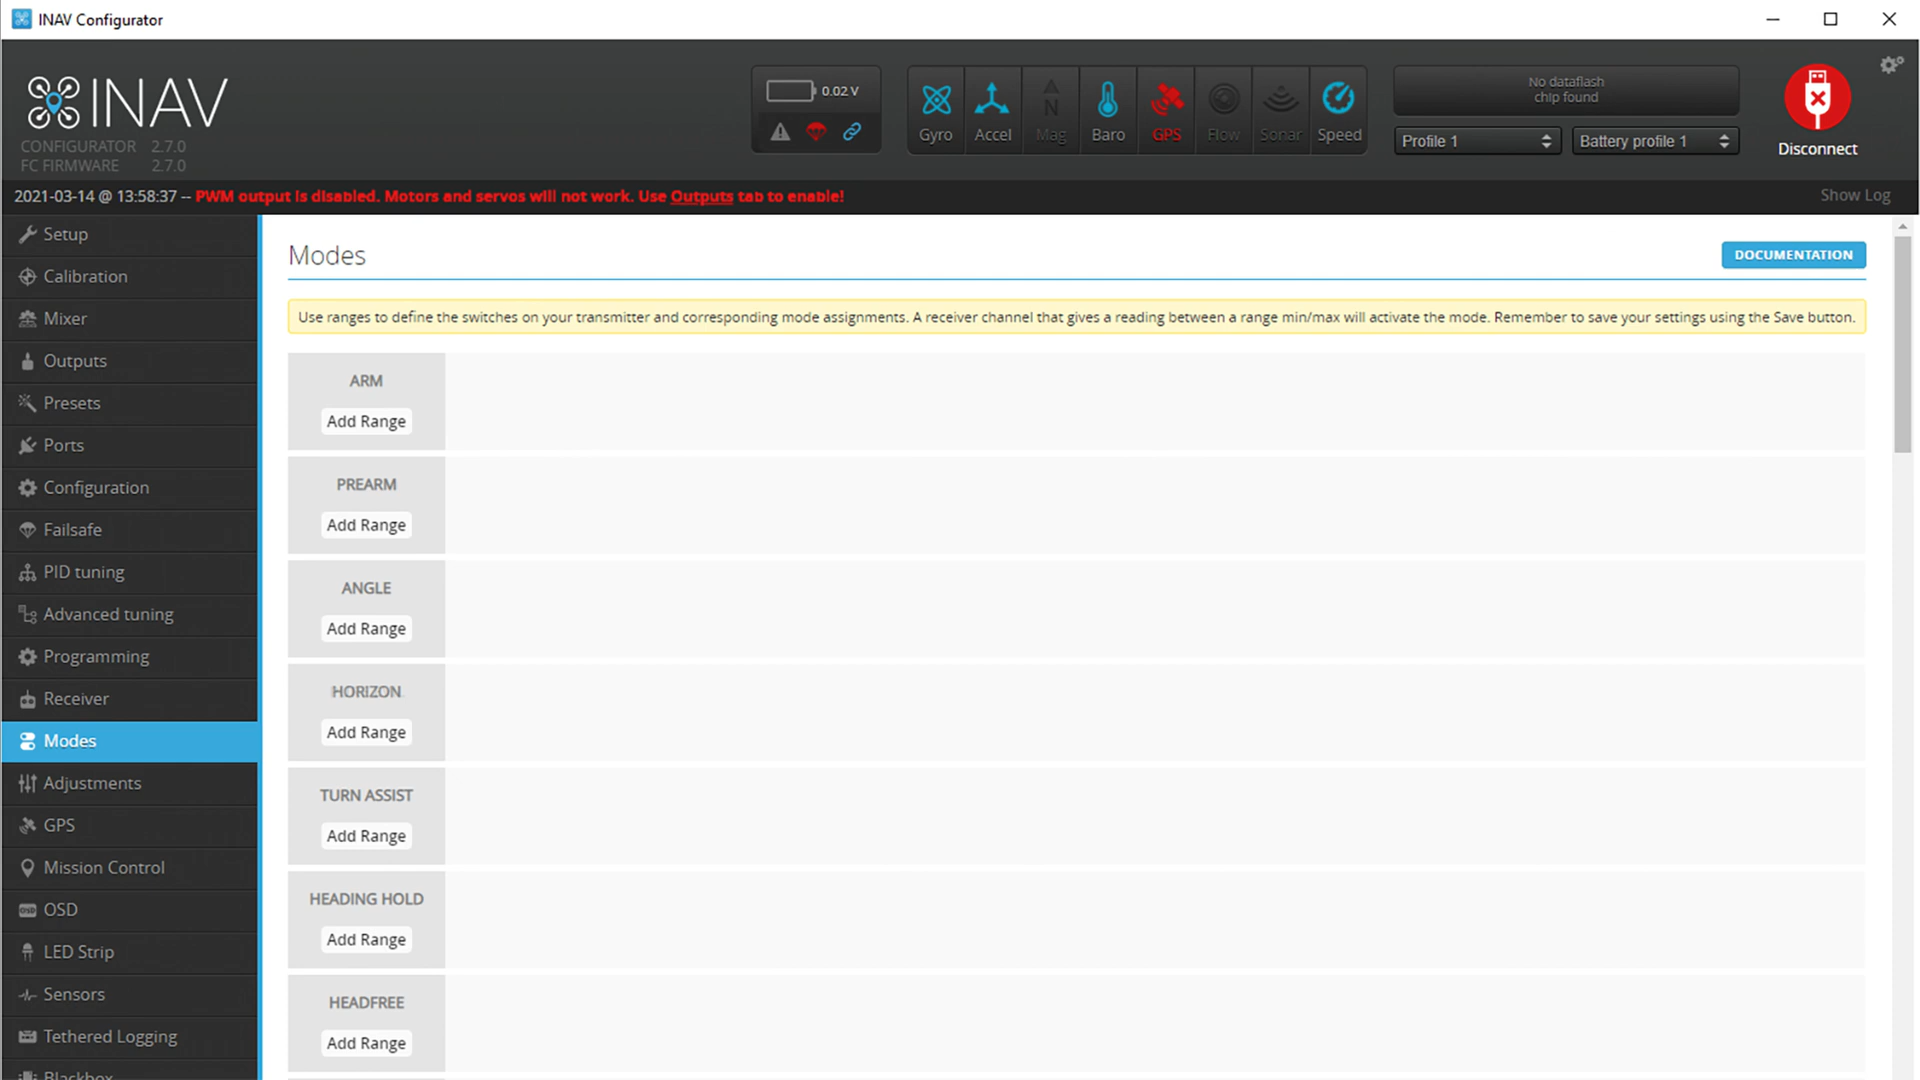 INAV Configurator
INAV
CONFIGURATOR 2.7.0
FC FIRMWARE 2.7.0
0.02 V
Gyro
Accel
N
Mag
Baro
GPS
Flow
Sonar
Speed
No dataflash
chip found
Profile 1
Battery profile 1
Disconnect
2021-03-14 @ 13:58:37 -- PWM output is disabled. Motors and servos will not work. Use Outputs tab to enable!
Show Log
Setup
Calibration
Mixer
Outputs
Presets
Ports
Configuration
Failsafe
PID tuning
Advanced tuning
Programming
Receiver
Modes
Adjustments
GPS
Mission Control
OSD
LED Strip
Sensors
Tethered Logging
Blackbox
Modes
DOCUMENTATION
Use ranges to define the switches on your transmitter and corresponding mode assignments. A receiver channel that gives a reading between a range min/max will activate the mode. Remember to save your settings using the Save button.
ARM
Add Range
PREARM
Add Range
ANGLE
Add Range
HORIZON
Add Range
TURN ASSIST
Add Range
HEADING HOLD
Add Range
HEADFREE
Add Range